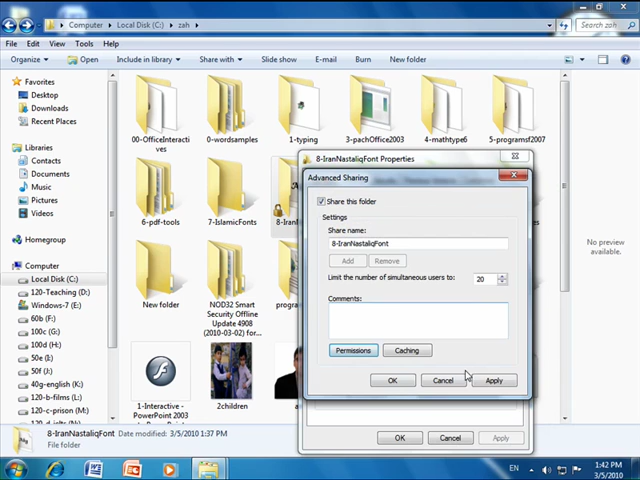 Computer ▸ Local Disk (C:) ▸ zah ▸
Search zah
File Edit View Tools Help
Organize Open Include in library Share with Slide show E-mail Burn New folder
Favorites
Desktop
Downloads
Recent Places
Libraries
Contacts
Documents
Music
Pictures
Videos
Homegroup
Computer
Local Disk (C:)
120-Teaching (D:)
Windows-7 (E:)
60b (F:)
100c (G:)
100d (H:)
50e (I:)
50f (J:)
40g-english (K:)
120-c-prison (M:)
00-OfficeInteractives
0-wordsamples
1-typing
3-pachOffice2003
4-mathtype6
5-programsf2007
6-pdf-tools
7-IslamicFonts
8-Iran
New folder
NOD32 Smart Security Offline Update 4908 (2010-03-02) for...
1-Interactive - PowerPoint 2003
2children
No preview available.
8-IranNastaliqFont Properties
Advanced Sharing
Share this folder
Settings
Share name:
8-IranNastaliqFont
Add Remove
Limit the number of simultaneous users to: 20
Comments:
Permissions Caching
OK Cancel Apply
OK Cancel Apply
8-IranNastaliqFont Date modified: 3/5/2010 1:37 PM
File folder
EN
1:42 PM
3/5/2010